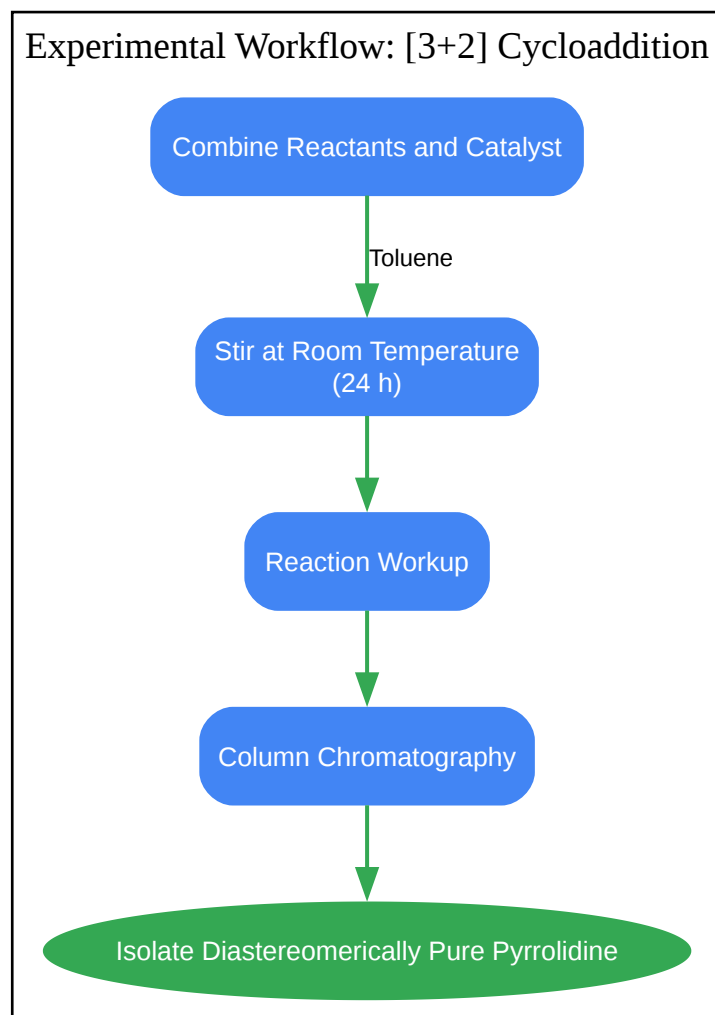 Experimental Workflow: [3+2] Cycloaddition
Combine Reactants and Catalyst
Toluene
Stir at Room Temperature
(24 h)
Reaction Workup
Column Chromatography
Isolate Diastereomerically Pure Pyrrolidine